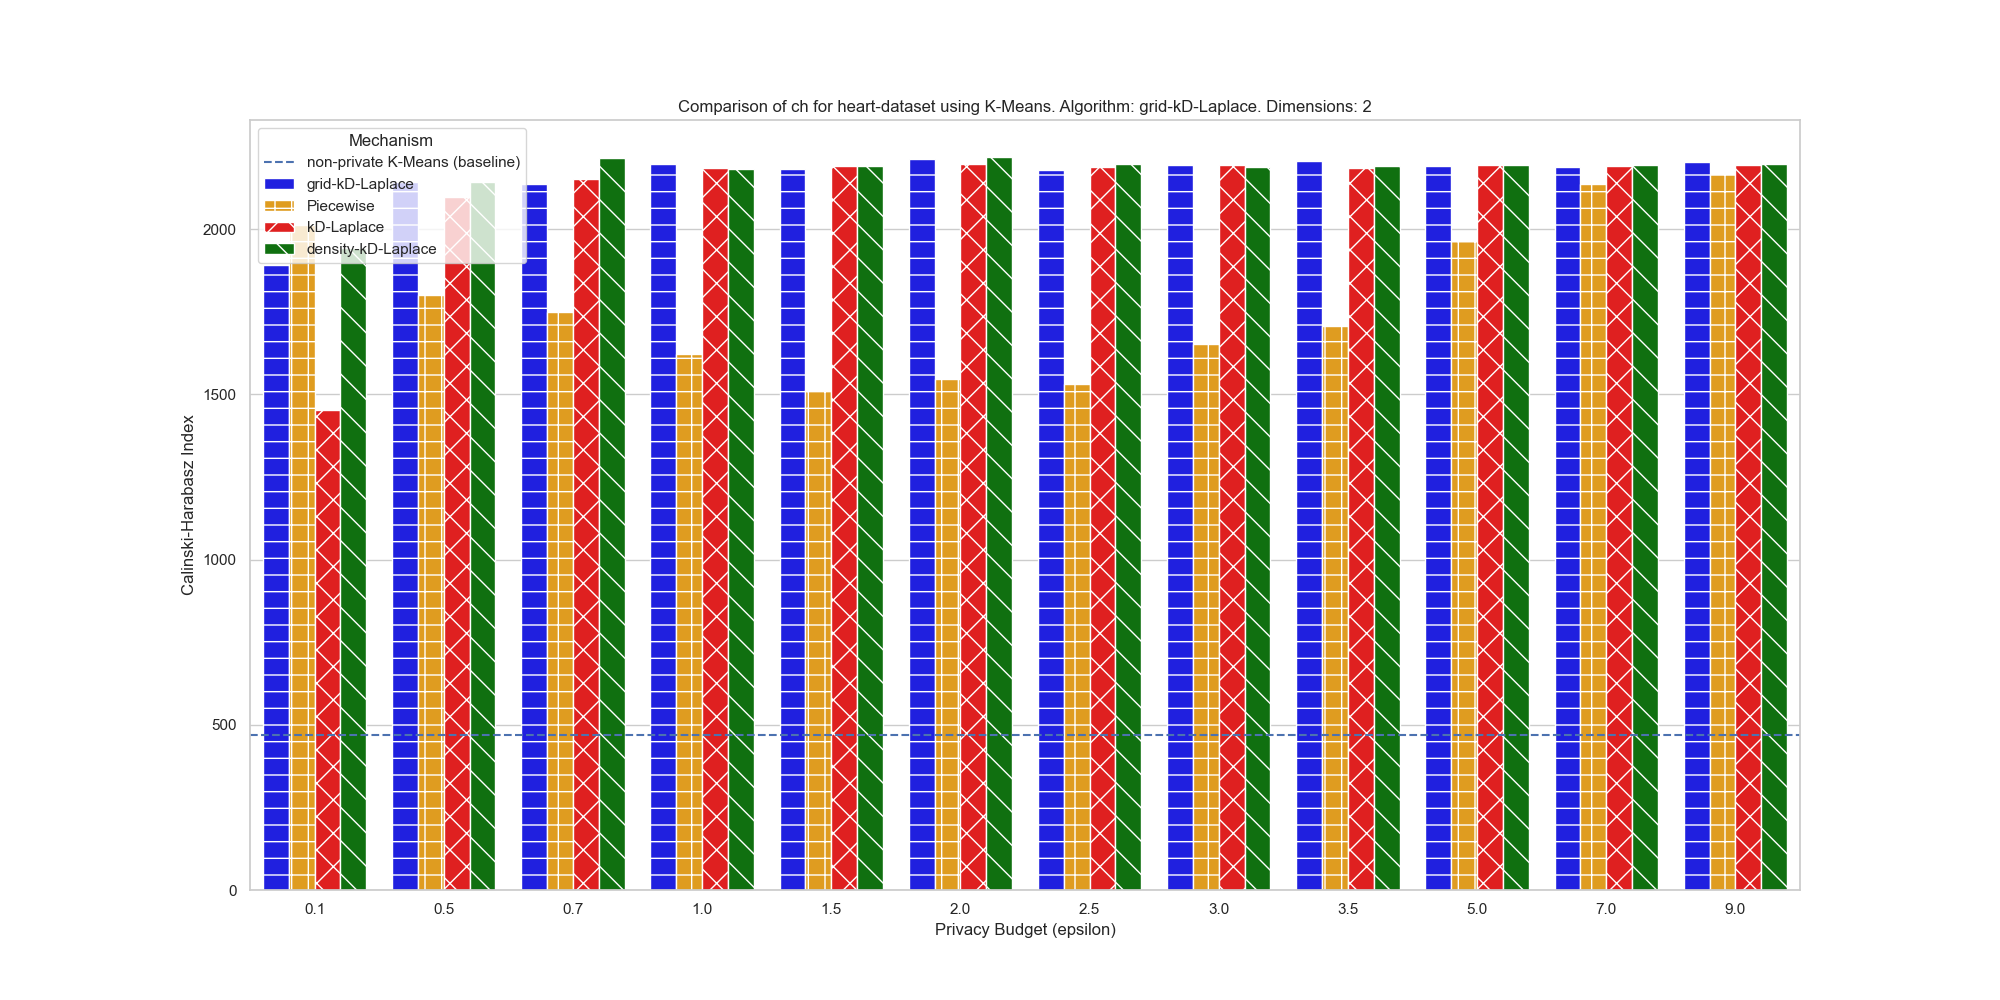 Comparison of ch for heart-dataset using K-Means. Algorithm: grid-kD-Laplace. Dimensions: 2
Mechanism
non-private K-Means (baseline)
grid-kD-Laplace
Piecewise
kD-Laplace
density-kD-Laplace
Calinski-Harabasz Index
2000
1500
1000
500
0
0.1 0.5 0.7 1.0 1.5 2.0 2.5 3.0 3.5 5.0 7.0 9.0
Privacy Budget (epsilon)